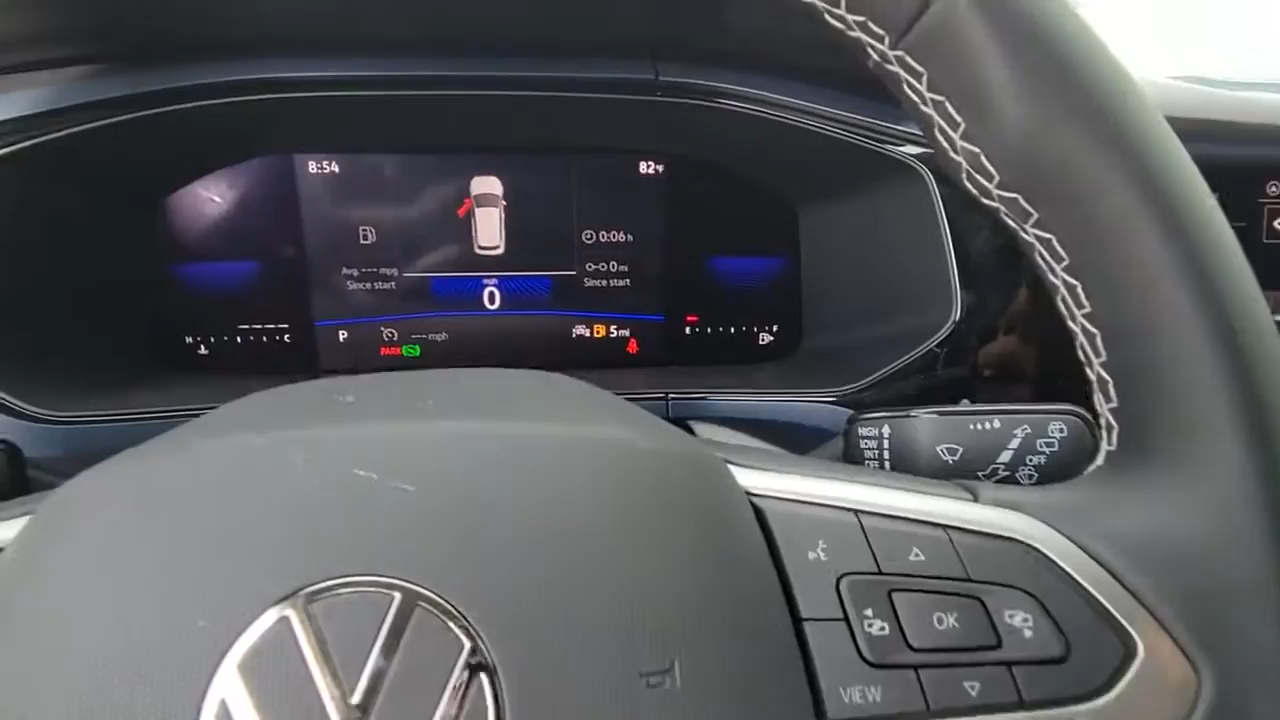 8:54
82°F
0:06 h
Avg. --- mpg
0 mi
Since start
Since start
mph
0
H C
P
--- mph
5 mi
E F
PARK
HIGH
LOW
INT
OFF
OFF
OK
VIEW